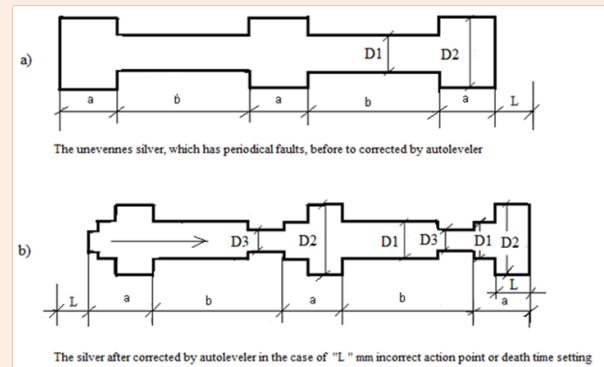 a)
D1
D2
a
b
a
b
a
L
The unevennes silver, which has periodical faults, before to corrected by autoleveler
b)
D3
D2
D1
D3
D1
D2
L
L
a
b
a
b
a
The silver after corrected by autoleveler in the case of "L " mm incorrect action point or death time setting